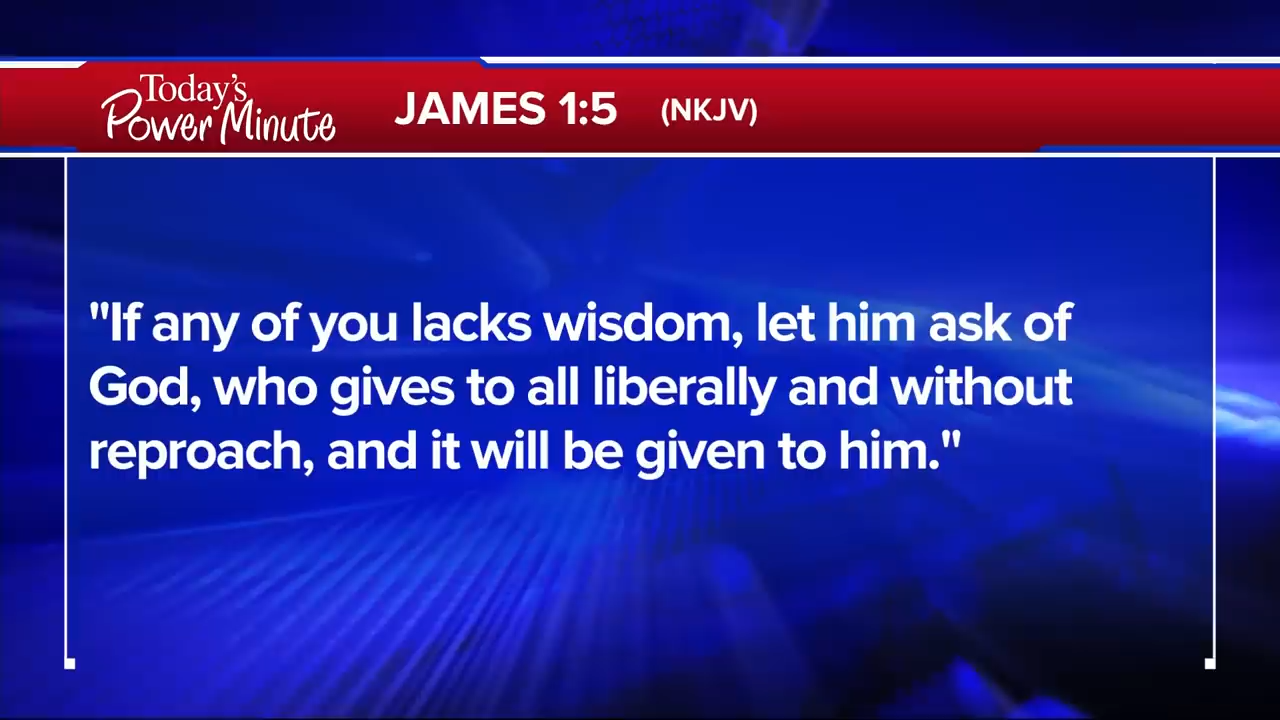 Today's
Power Minute
JAMES 1:5 (NKJV)
"If any of you lacks wisdom, let him ask of
God, who gives to all liberally and without
reproach, and it will be given to him."